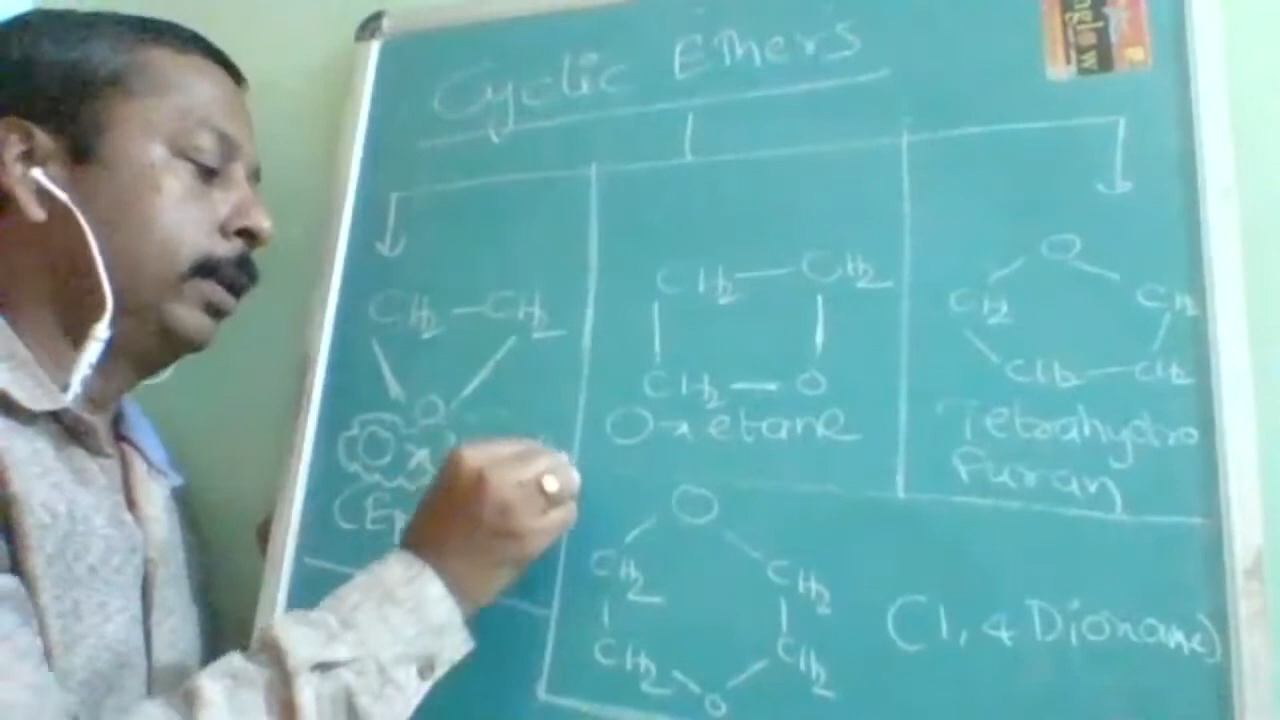 Cyclic Ethers
CH2 — CH2
O
CH2 — CH2
CH2 — O
Oxetane
O
CH2 CH2
CH2 — CH2
Tetrahydro
Furan
O
CH2 CH2
CH2 CH2
O
(1, 4 Dioxane)